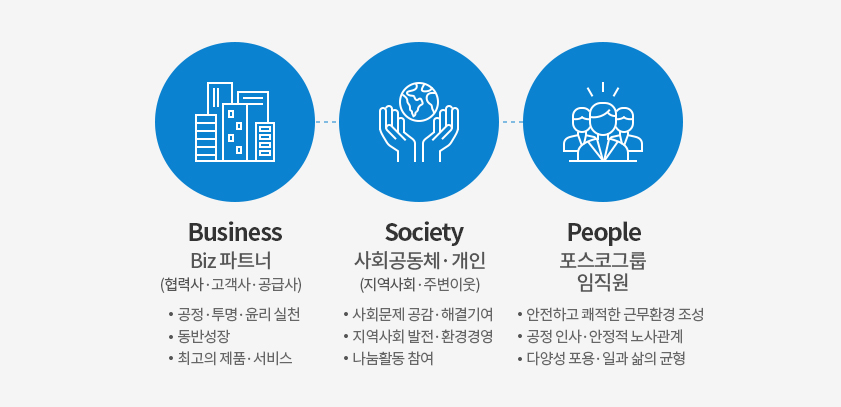 Business
Biz 파트너
(협력사·고객사·공급사)
• 공정·투명·윤리 실천
• 동반성장
• 최고의 제품·서비스
Society
사회공동체·개인
(지역사회·주변이웃)
• 사회문제 공감·해결기여
• 지역사회 발전·환경경영
• 나눔활동 참여
People
포스코그룹
임직원
• 안전하고 쾌적한 근무환경 조성
• 공정 인사·안정적 노사관계
• 다양성 포용·일과 삶의 균형